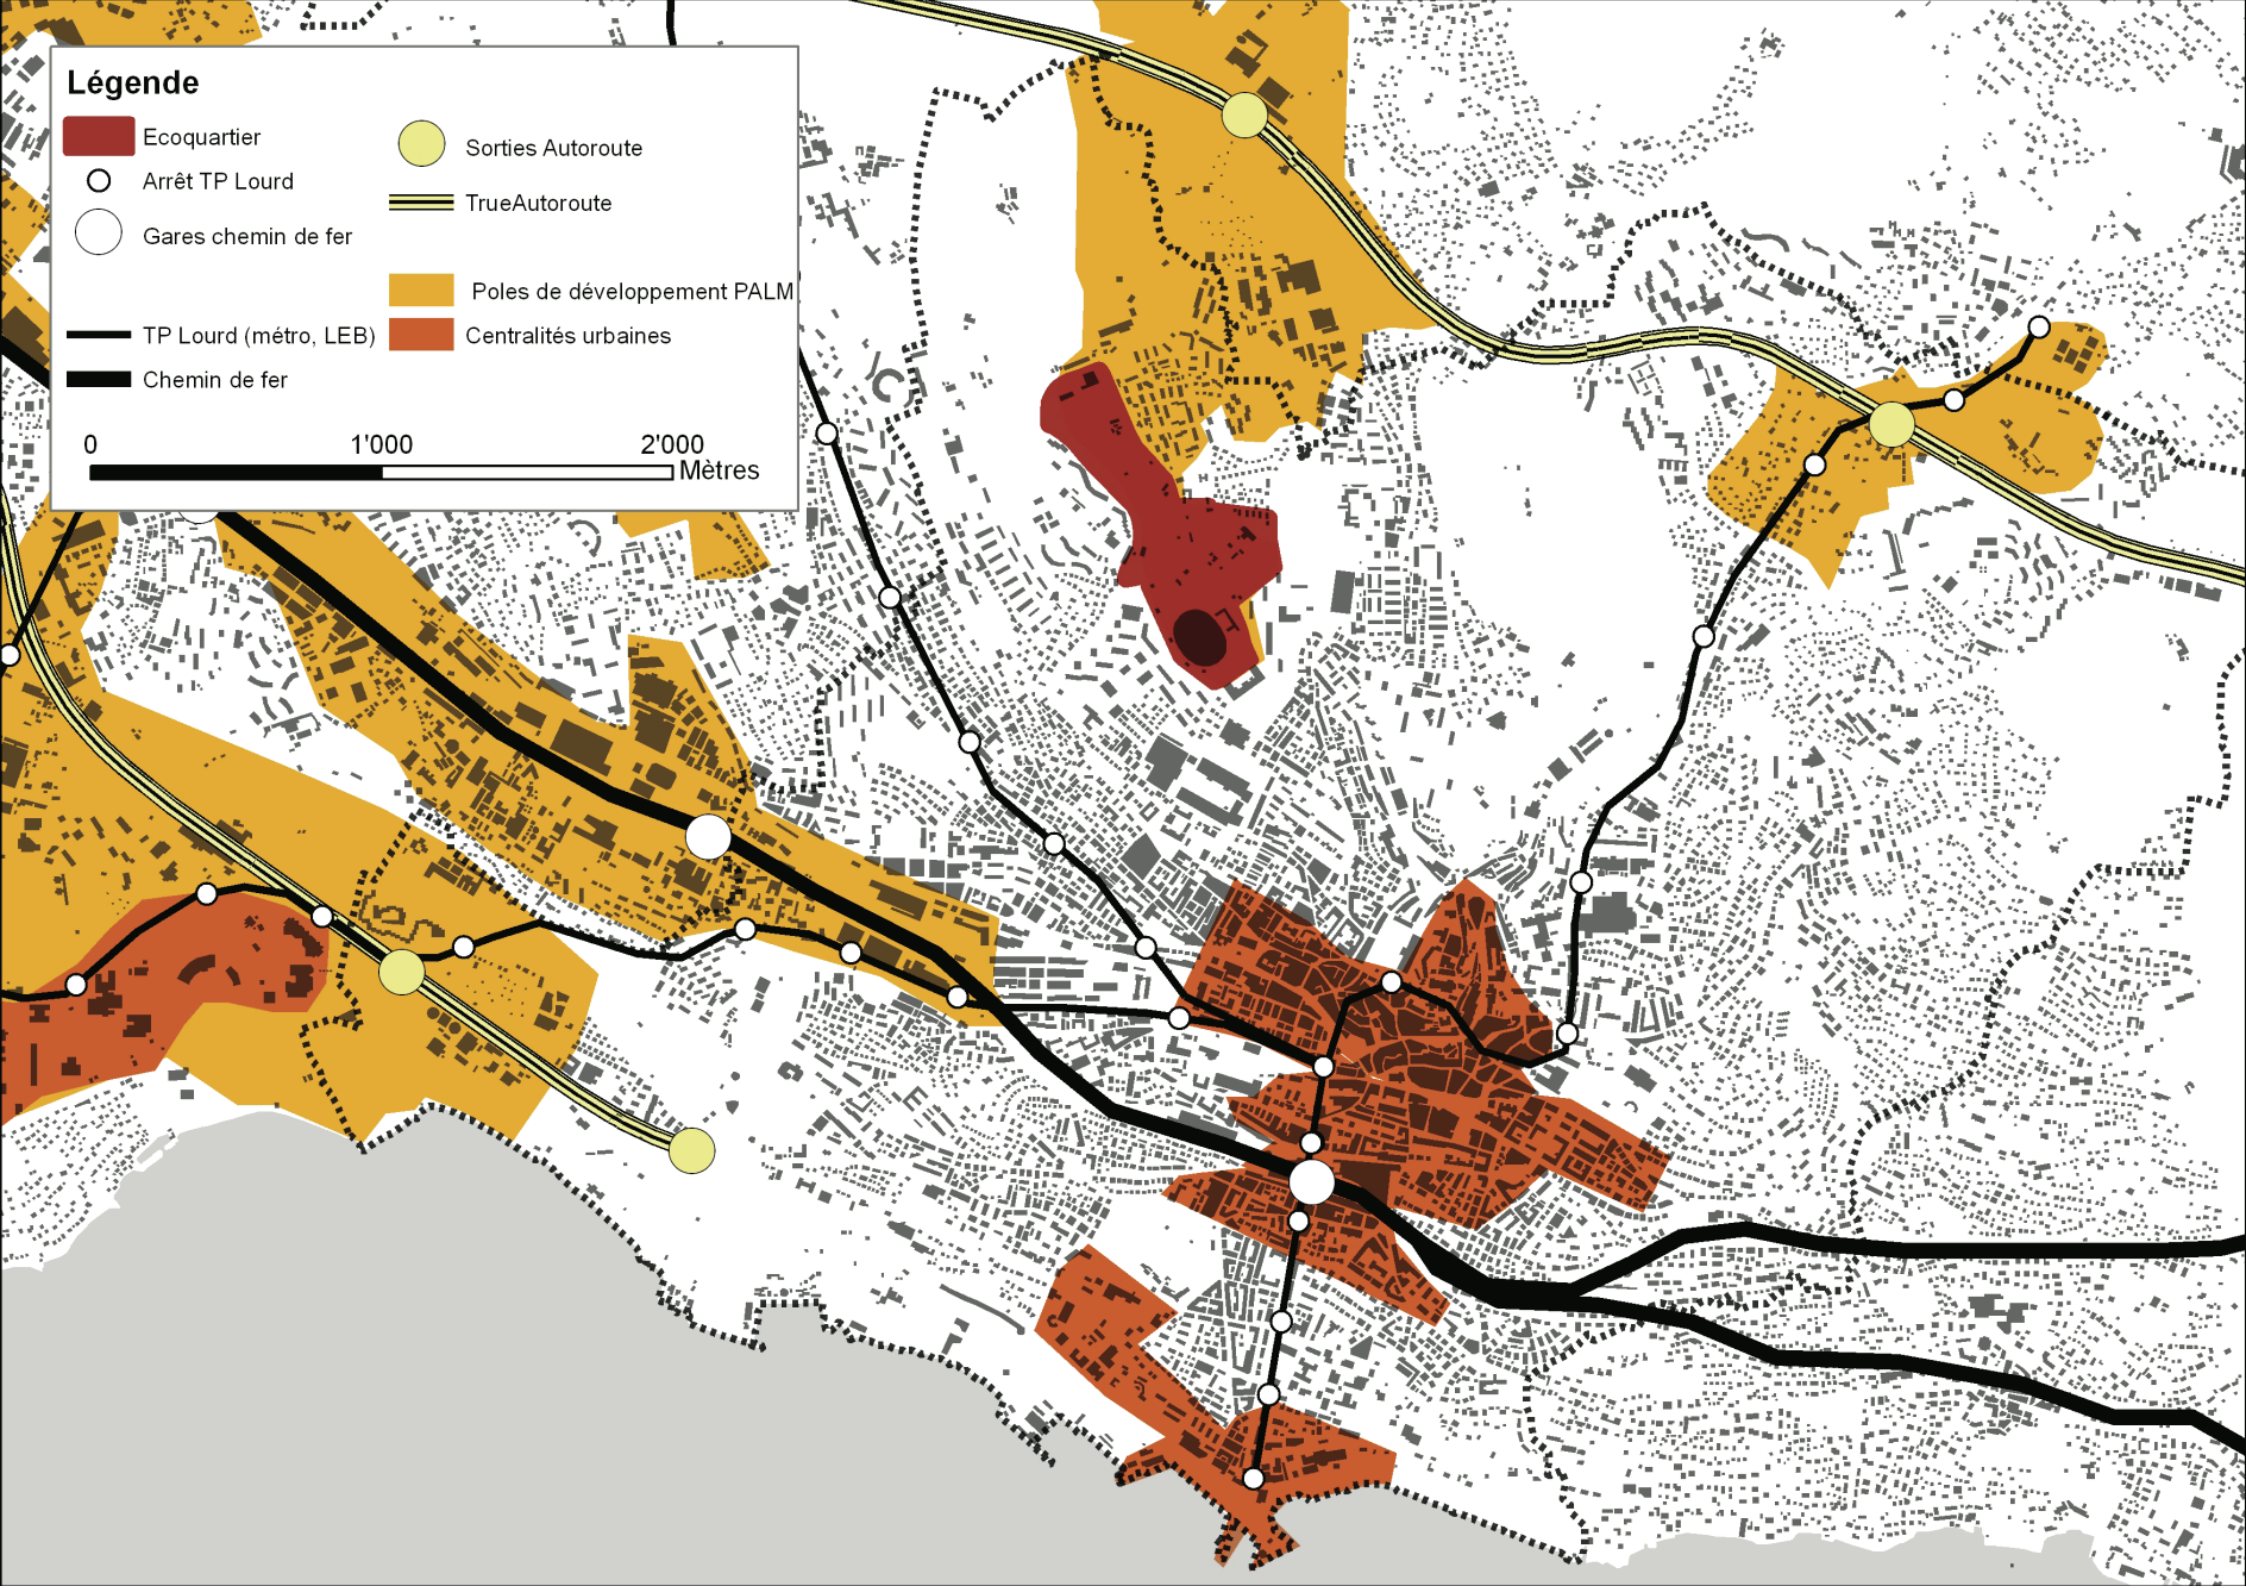 Légende
Ecoquartier
Arrêt TP Lourd
Gares chemin de fer
TP Lourd (métro, LEB)
Chemin de fer
Sorties Autoroute
TrueAutoroute
Poles de développement PALM
Centralités urbaines
0 1'000 2'000
Mètres